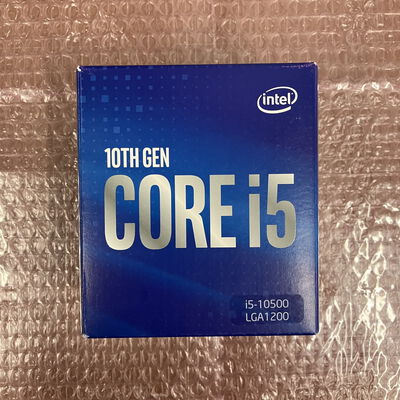 intel
10TH GEN
CORE i5
i5-10500
LGA1200